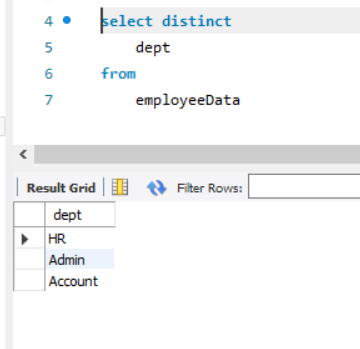 4 select distinct
5 dept
6 from
7 employeeData
Result Grid Filter Rows:
dept
HR
Admin
Account